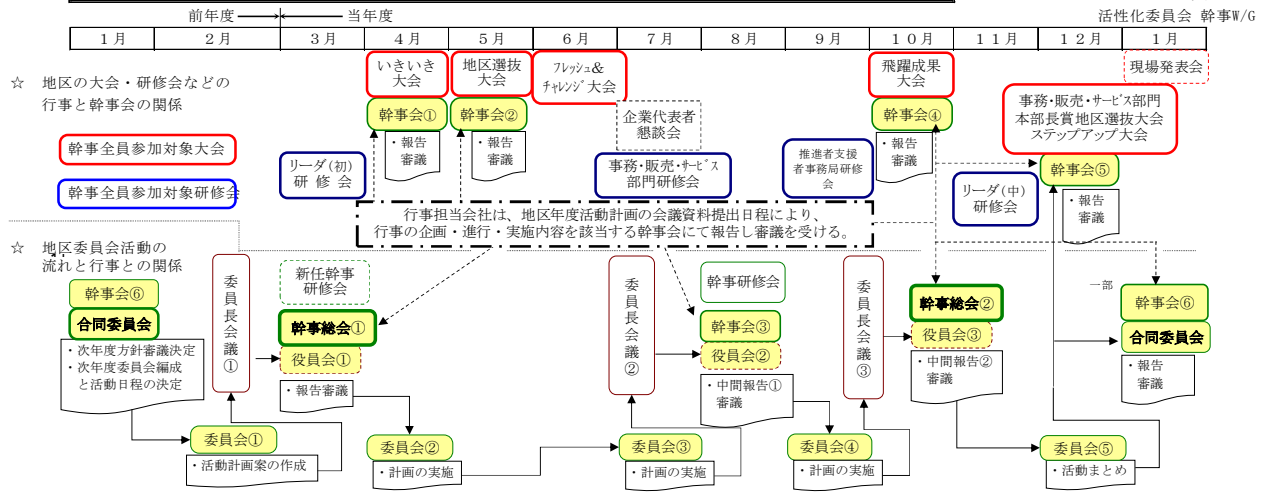 前年度
当年度
活性化委員会 幹事W/G
1月
2月
3月
4月
5月
6月
7月
8月
9月
10月
11月
12月
1月
☆ 地区の大会・研修会などの
行事と幹事会の関係
幹事全員参加対象大会
幹事全員参加対象研修会
いきいき
大会
幹事会①
・報告
審議
地区選抜
大会
幹事会②
・報告
審議
フレッシュ&
チャレンジ大会
企業代表者
懇談会
飛躍成果
大会
幹事会④
・報告
審議
現場発表会
事務・販売・サービス部門
本部長賞地区選抜大会
ステップアップ大会
幹事会⑤
・報告
審議
リーダ(初)
研修会
事務・販売・サービス
部門研修会
推進者支援
者事務局研修
会
リーダ(中)
研修会
行事担当会社は、地区年度活動計画の会議資料提出日程により、
行事の企画・進行・実施内容を該当する幹事会にて報告し審議を受ける。
☆ 地区委員会活動の
流れと行事との関係
幹事会⑥
合同委員会
・次年度方針審議決定
・次年度委員会編成
と活動日程の決定
委員長会議①
新任幹事
研修会
幹事総会①
役員会①
・報告審議
委員長会議②
幹事研修会
幹事会③
役員会②
・中間報告①
審議
委員長会議③
幹事総会②
役員会③
・中間報告②
審議
一部
幹事会⑥
合同委員会
・報告
審議
委員会①
・活動計画案の作成
委員会②
・計画の実施
委員会③
・計画の実施
委員会④
・計画の実施
委員会⑤
・活動まとめ